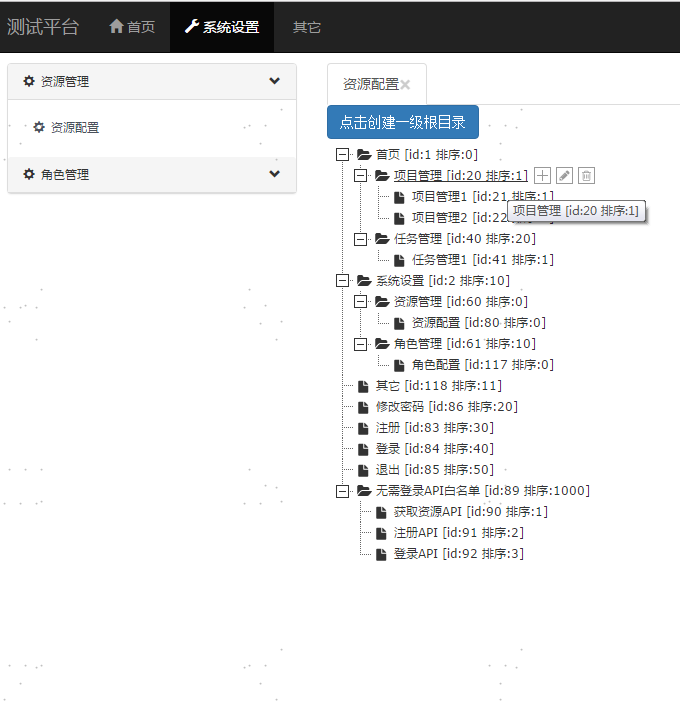 测试平台 首页 系统设置 其它
资源管理
资源配置
角色管理
资源配置
点击创建一级根目录
首页 [id:1 排序:0]
项目管理 [id:20 排序:1]
项目管理1 [id:21 排序:1]
项目管理 [id:20 排序:1]
项目管理2 [id:22
任务管理 [id:40 排序:20]
任务管理1 [id:41 排序:1]
系统设置 [id:2 排序:10]
资源管理 [id:60 排序:0]
资源配置 [id:80 排序:0]
角色管理 [id:61 排序:10]
角色配置 [id:117 排序:0]
其它 [id:118 排序:11]
修改密码 [id:86 排序:20]
注册 [id:83 排序:30]
登录 [id:84 排序:40]
退出 [id:85 排序:50]
无需登录API白名单 [id:89 排序:1000]
获取资源API [id:90 排序:1]
注册API [id:91 排序:2]
登录API [id:92 排序:3]